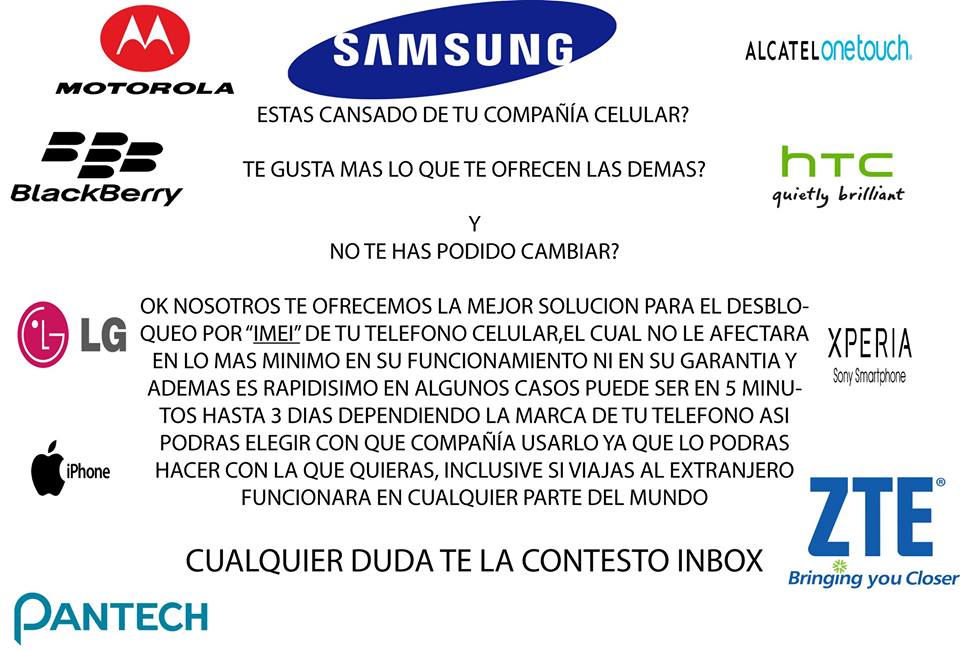 MOTOROLA
SAMSUNG
ALCATELonetouch.
ESTAS CANSADO DE TU COMPAÑÍA CELULAR?
BlackBerry
TE GUSTA MAS LO QUE TE OFRECEN LAS DEMAS?
hTC
quietly brilliant
Y
NO TE HAS PODIDO CAMBIAR?
LG
OK NOSOTROS TE OFRECEMOS LA MEJOR SOLUCION PARA EL DESBLO-
QUEO POR “IMEI” DE TU TELEFONO CELULAR,EL CUAL NO LE AFECTARA
EN LO MAS MINIMO EN SU FUNCIONAMIENTO NI EN SU GARANTIA Y
ADEMAS ES RAPIDISIMO EN ALGUNOS CASOS PUEDE SER EN 5 MINU-
TOS HASTA 3 DIAS DEPENDIENDO LA MARCA DE TU TELEFONO ASI
PODRAS ELEGIR CON QUE COMPAÑÍA USARLO YA QUE LO PODRAS
HACER CON LA QUE QUIERAS, INCLUSIVE SI VIAJAS AL EXTRANJERO
FUNCIONARA EN CUALQUIER PARTE DEL MUNDO
XPERIA
Sony Smartphone
iPhone
CUALQUIER DUDA TE LA CONTESTO INBOX
ZTE®
Bringing you Closer
PANTECH